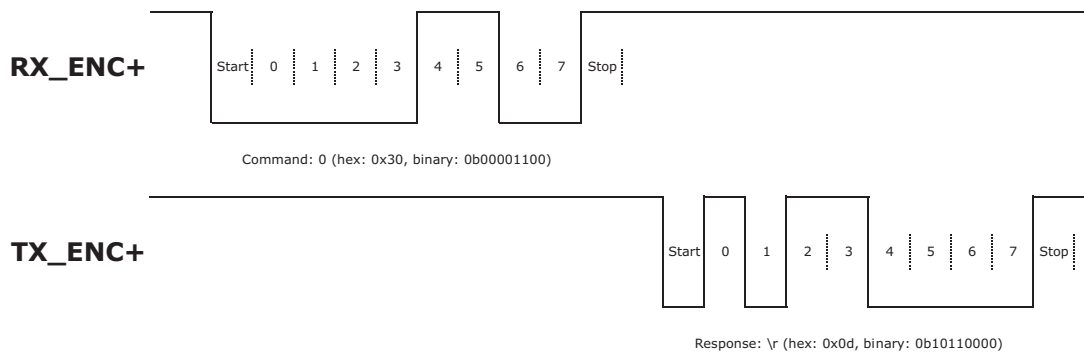 RX_ENC+
Start 0 1 2 3 4 5 6 7 Stop
Command: 0 (hex: 0x30, binary: 0b00001100)
TX_ENC+
Start 0 1 2 3 4 5 6 7 Stop
Response: \r (hex: 0x0d, binary: 0b10110000)